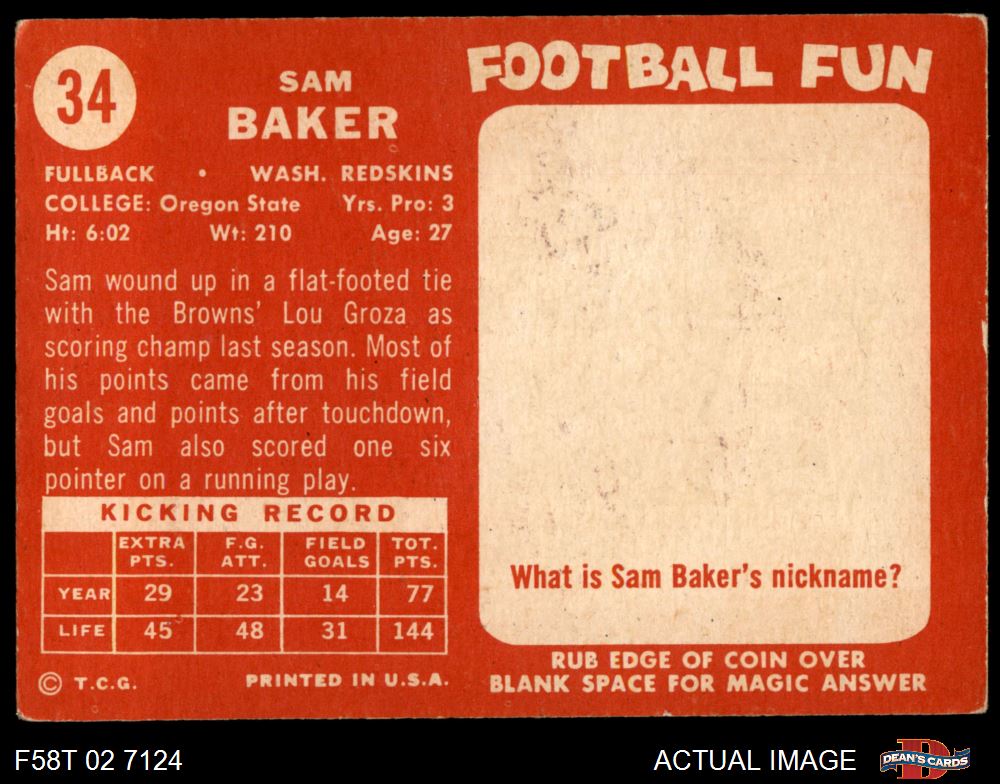 34
SAM
BAKER
FULLBACK • WASH. REDSKINS
COLLEGE: Oregon State Yrs. Pro: 3
Ht: 6:02 Wt: 210 Age: 27
Sam wound up in a flat-footed tie
with the Browns' Lou Groza as
scoring champ last season. Most of
his points came from his field
goals and points after touchdown,
but Sam also scored one six
pointer on a running play.
KICKING RECORD
EXTRA PTS. F.G. ATT. FIELD GOALS TOT. PTS.
YEAR 29 23 14 77
LIFE 45 48 31 144
© T.C.G. PRINTED IN U.S.A.
FOOTBALL FUN
What is Sam Baker's nickname?
RUB EDGE OF COIN OVER
BLANK SPACE FOR MAGIC ANSWER
F58T 02 7124 ACTUAL IMAGE
D
DEAN'S CARDS